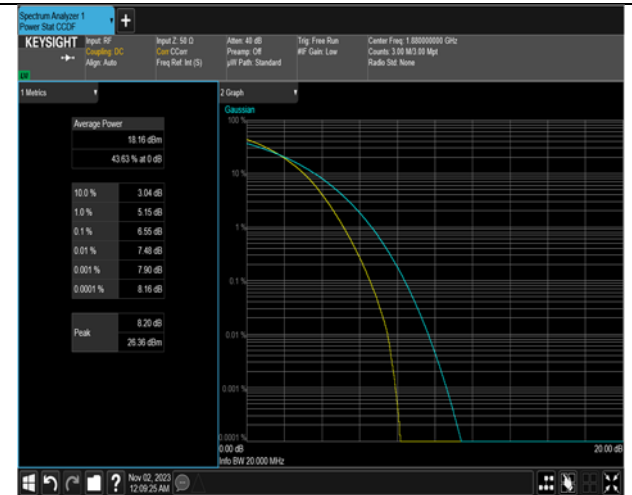 Spectrum Analyzer 1
Power Stat CCDF
+
KEYSIGHT
Input: RF
Coupling: DC
Align: Auto
Input Z: 50 Ω
Corr CCorr
Freq Ref: Int (S)
Atten: 40 dB
Preamp: Off
µW Path: Standard
Trig: Free Run
#IF Gain: Low
Center Freq: 1.880000000 GHz
Counts: 3.00 M/3.00 Mpt
Radio Std: None
1 Metrics
Average Power
18.16 dBm
43.63 % at 0 dB
10.0 % 3.04 dB
1.0 % 5.15 dB
0.1 % 6.55 dB
0.01 % 7.48 dB
0.001 % 7.90 dB
0.0001 % 8.16 dB
Peak
8.20 dB
26.36 dBm
2 Graph
Gaussian
100 %
10 %
1 %
0.1 %
0.01 %
0.001 %
0.0001 %
0.00 dB 20.00 dB
Info BW 20.000 MHz
?
Nov 02, 2023
12:09:25 AM